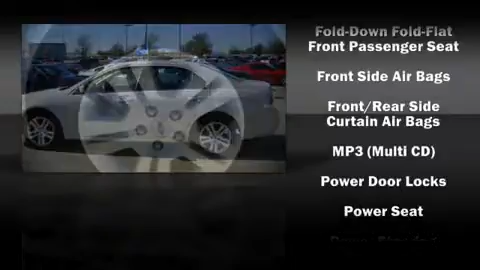 Fold-Down Fold-Flat
Front Passenger Seat
Front Side Air Bags
Front/Rear Side
Curtain Air Bags
MP3 (Multi CD)
Power Door Locks
Power Seat
Power